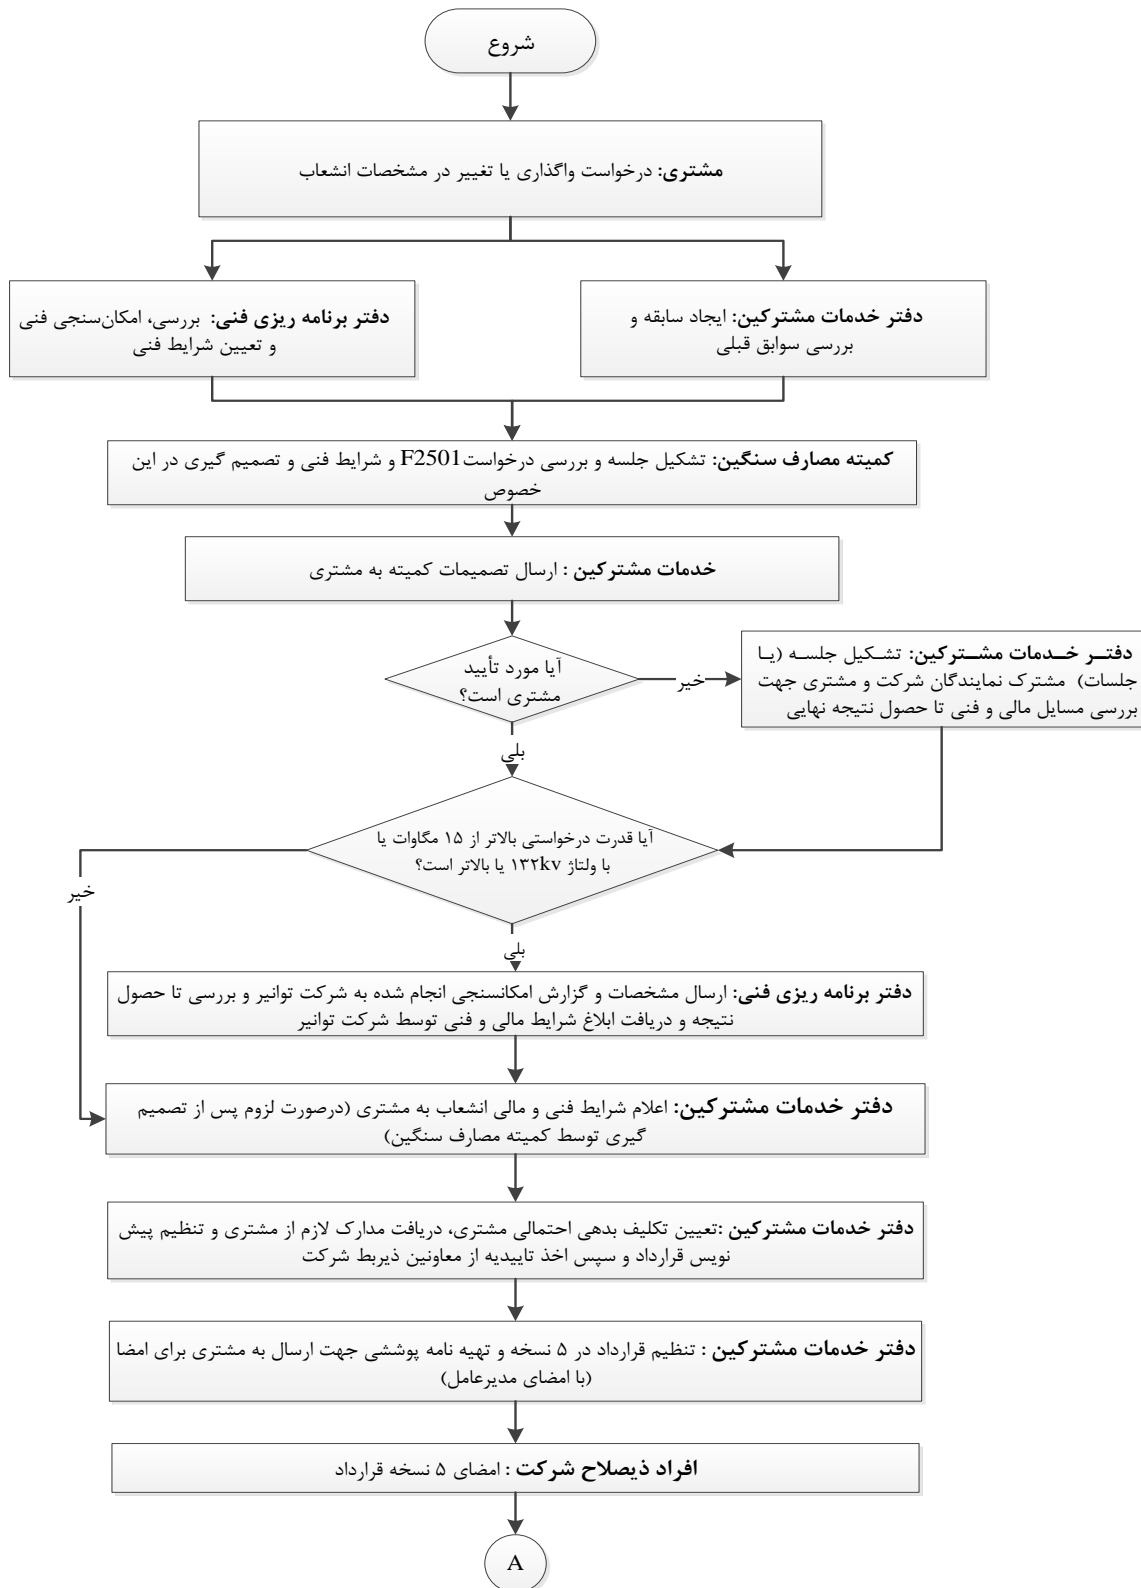 شروع
مشتری: درخواست واگذاری یا تغییر در مشخصات انشعاب
دفتر خدمات مشترکین: ایجاد سابقه و
بررسی سوابق قبلی
دفتر برنامه ریزی فنی: بررسی، امکان‌سنجی فنی
و تعیین شرایط فنی
کمیته مصارف سنگین: تشکیل جلسه و بررسی درخواست F2501 و شرایط فنی و تصمیم گیری در این
خصوص
خدمات مشترکین : ارسال تصمیمات کمیته به مشتری
آیا مورد تأیید
مشتری است؟
خیر
دفتر خدمات مشترکین: تشکیل جلسه (یا
جلسات) مشترک نمایندگان شرکت و مشتری جهت
بررسی مسایل مالی و فنی تا حصول نتیجه نهایی
بلی
آیا قدرت درخواستی بالاتر از ۱۵ مگاوات یا
با ولتاژ ۱۳۲kv یا بالاتر است؟
خیر
بلی
دفتر برنامه ریزی فنی: ارسال مشخصات و گزارش امکانسنجی انجام شده به شرکت توانیر و بررسی تا حصول
نتیجه و دریافت ابلاغ شرایط مالی و فنی توسط شرکت توانیر
دفتر خدمات مشترکین: اعلام شرایط فنی و مالی انشعاب به مشتری (درصورت لزوم پس از تصمیم
گیری توسط کمیته مصارف سنگین)
دفتر خدمات مشترکین :تعیین تکلیف بدهی احتمالی مشتری، دریافت مدارک لازم از مشتری و تنظیم پیش
نویس قرارداد و سپس اخذ تاییدیه از معاونین ذیربط شرکت
دفتر خدمات مشترکین : تنظیم قرارداد در ۵ نسخه و تهیه نامه پوششی جهت ارسال به مشتری برای امضا
(با امضای مدیرعامل)
افراد ذیصلاح شرکت : امضای ۵ نسخه قرارداد
A